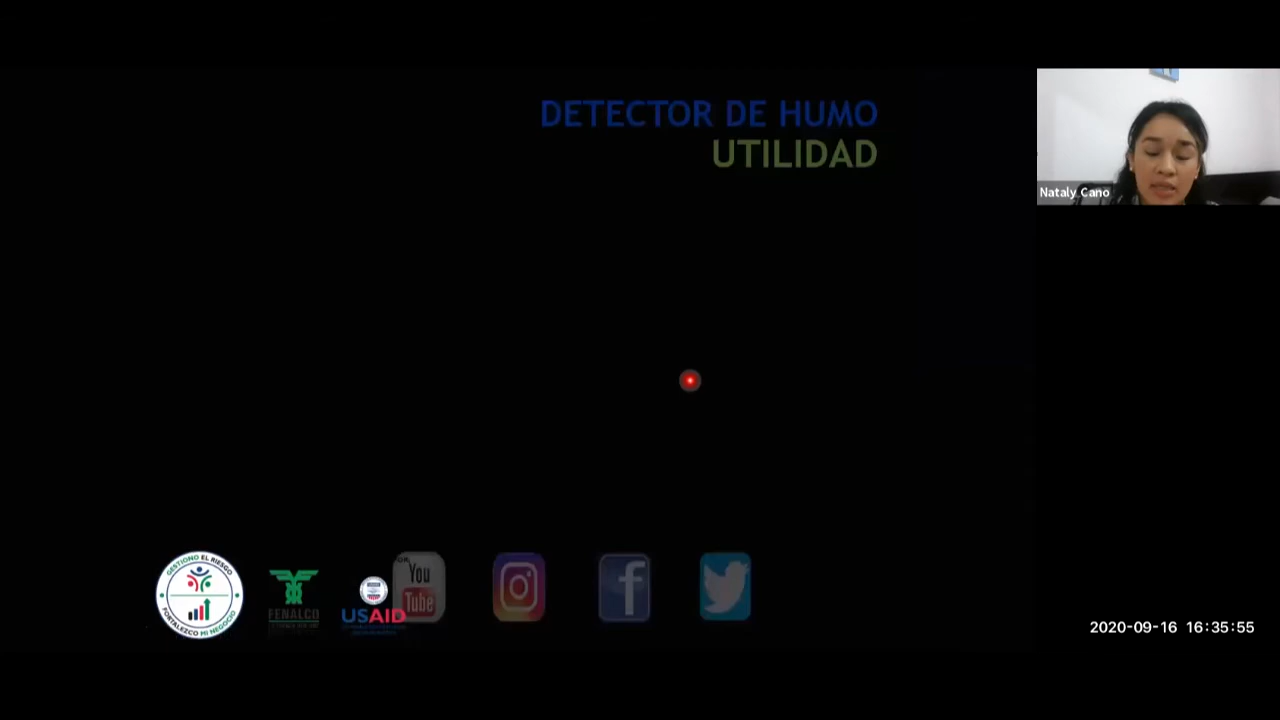 DETECTOR DE HUMO
UTILIDAD
Nataly Cano
GESTIONO EL RIESGO
FORTALEZCO MI NEGOCIO
FENALCO
USAID
You
Tube
2020-09-16 16:35:55